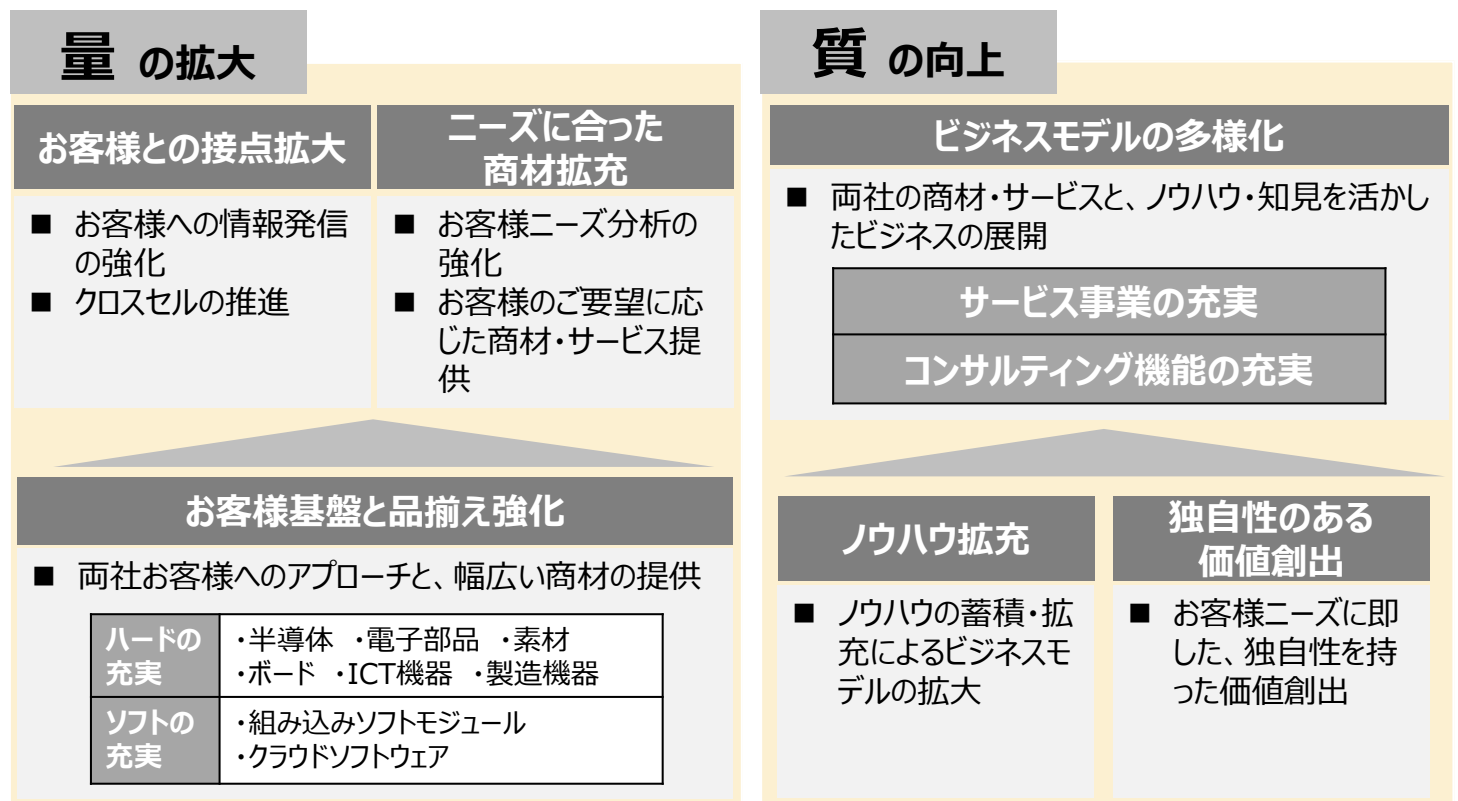 量 の拡大
お客様との接点拡大
■ お客様への情報発信
の強化
■ クロスセルの推進
ニーズに合った
商材拡充
■ お客様ニーズ分析の
強化
■ お客様のご要望に応
じた商材・サービス提
供
お客様基盤と品揃え強化
■ 両社お客様へのアプローチと、幅広い商材の提供
ハードの
充実
・半導体 ・電子部品 ・素材
・ボード ・ICT機器 ・製造機器
ソフトの
充実
・組み込みソフトモジュール
・クラウドソフトウェア
質 の向上
ビジネスモデルの多様化
■ 両社の商材・サービスと、ノウハウ・知見を活かし
たビジネスの展開
サービス事業の充実
コンサルティング機能の充実
ノウハウ拡充
■ ノウハウの蓄積・拡
充によるビジネスモ
デルの拡大
独自性のある
価値創出
■ お客様ニーズに即
した、独自性を持
った価値創出